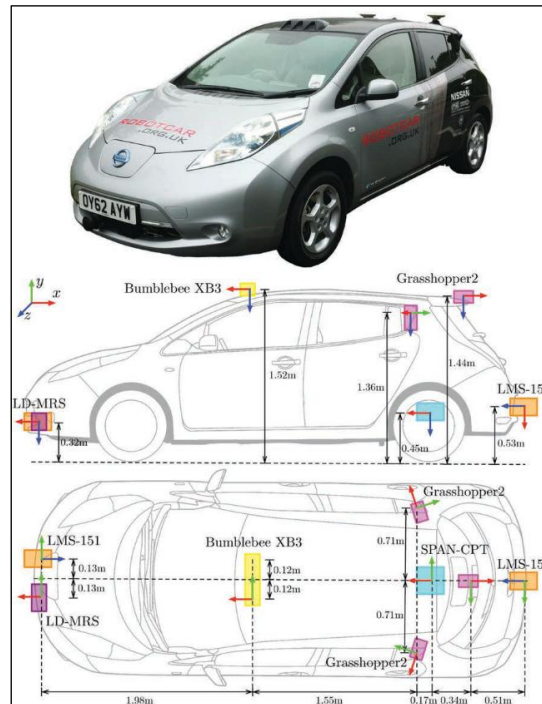 ROBOTCAR
.ORG.UK
ROBOTCAR
.ORG.UK
NISSAN
OY62 AYW
y
x
z
Bumblebee XB3
Grasshopper2
1.52m
1.36m
1.44m
LD-MRS
LMS-15
0.32m
0.45m
0.53m
Grasshopper2
LMS-151
0.71m
Bumblebee XB3
SPAN-CPT
0.13m
0.12m
LMS-15
0.13m
0.12m
LD-MRS
0.71m
Grasshopper2
1.98m
1.55m
0.17m
0.34m
0.51m